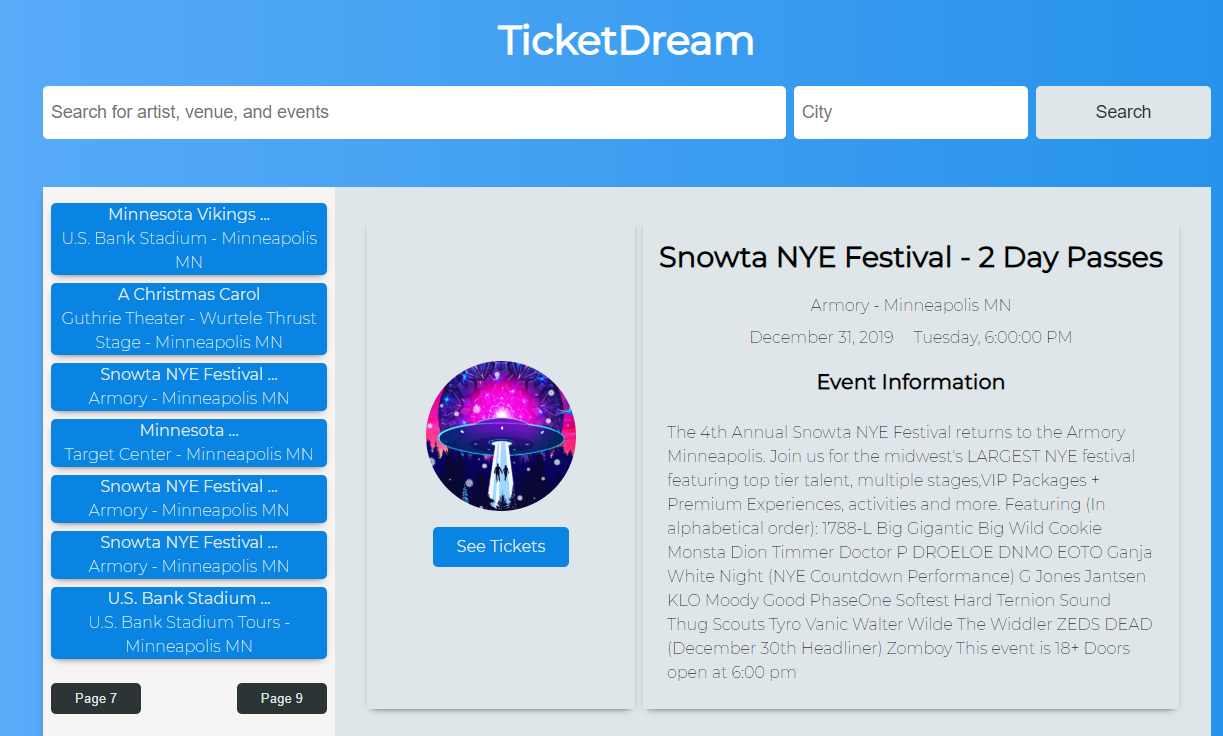 TicketDream
Search for artist, venue, and events
City
Search
Minnesota Vikings ...
U.S. Bank Stadium - Minneapolis
MN
A Christmas Carol
Guthrie Theater - Wurtele Thrust
Stage - Minneapolis MN
Snowta NYE Festival ...
Armory - Minneapolis MN
Minnesota ...
Target Center - Minneapolis MN
Snowta NYE Festival ...
Armory - Minneapolis MN
Snowta NYE Festival ...
Armory - Minneapolis MN
U.S. Bank Stadium ...
U.S. Bank Stadium Tours -
Minneapolis MN
Page 7
Page 9
See Tickets
Snowta NYE Festival - 2 Day Passes
Armory - Minneapolis MN
December 31, 2019 Tuesday, 6:00:00 PM
Event Information
The 4th Annual Snowta NYE Festival returns to the Armory
Minneapolis. Join us for the midwest's LARGEST NYE festival
featuring top tier talent, multiple stages,VIP Packages +
Premium Experiences, activities and more. Featuring (In
alphabetical order): 1788-L Big Gigantic Big Wild Cookie
Monsta Dion Timmer Doctor P DROELOE DNMO EOTO Ganja
White Night (NYE Countdown Performance) G Jones Jantsen
KLO Moody Good PhaseOne Softest Hard Ternion Sound
Thug Scouts Tyro Vanic Walter Wilde The Widdler ZEDS DEAD
(December 30th Headliner) Zomboy This event is 18+ Doors
open at 6:00 pm